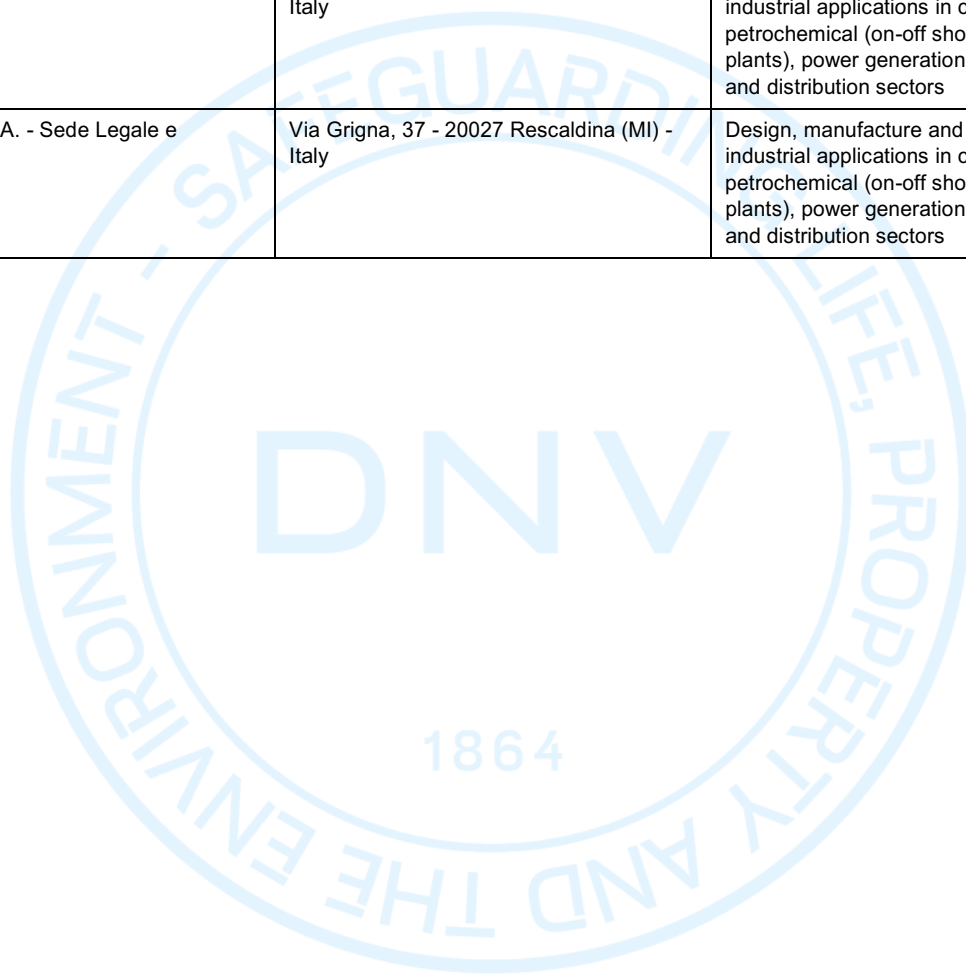 Italy
industrial applications in
petrochemical (on-off
plants), power generation
and distribution sectors
A. - Sede Legale e
Via Grigna, 37 - 20027 Rescaldina (MI) -
Italy
Design, manufacture and
industrial applications in
petrochemical (on-off
plants), power generation
and distribution sectors
SAFEGUARDING LIFE, PROPERTY AND THE ENVIRONMENT -
DNV
1864